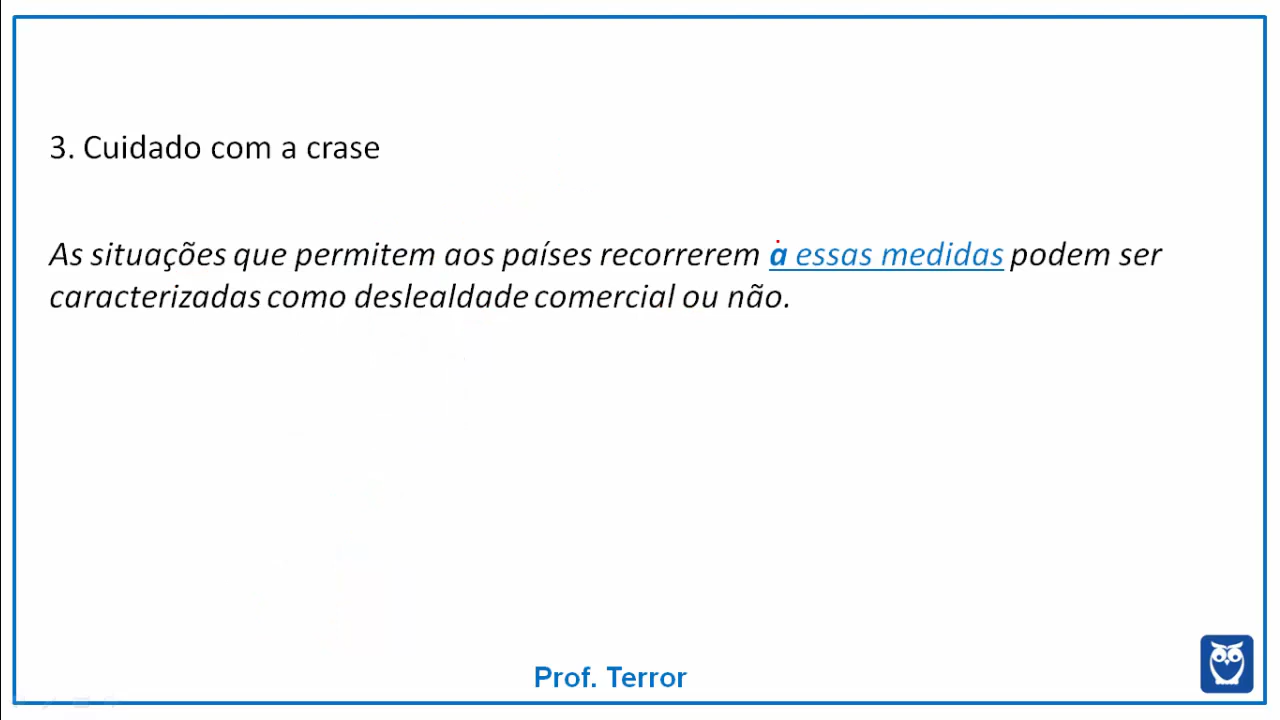 3. Cuidado com a crase
As situações que permitem aos países recorrerem a essas medidas podem ser
caracterizadas como deslealdade comercial ou não.
Prof. Terror